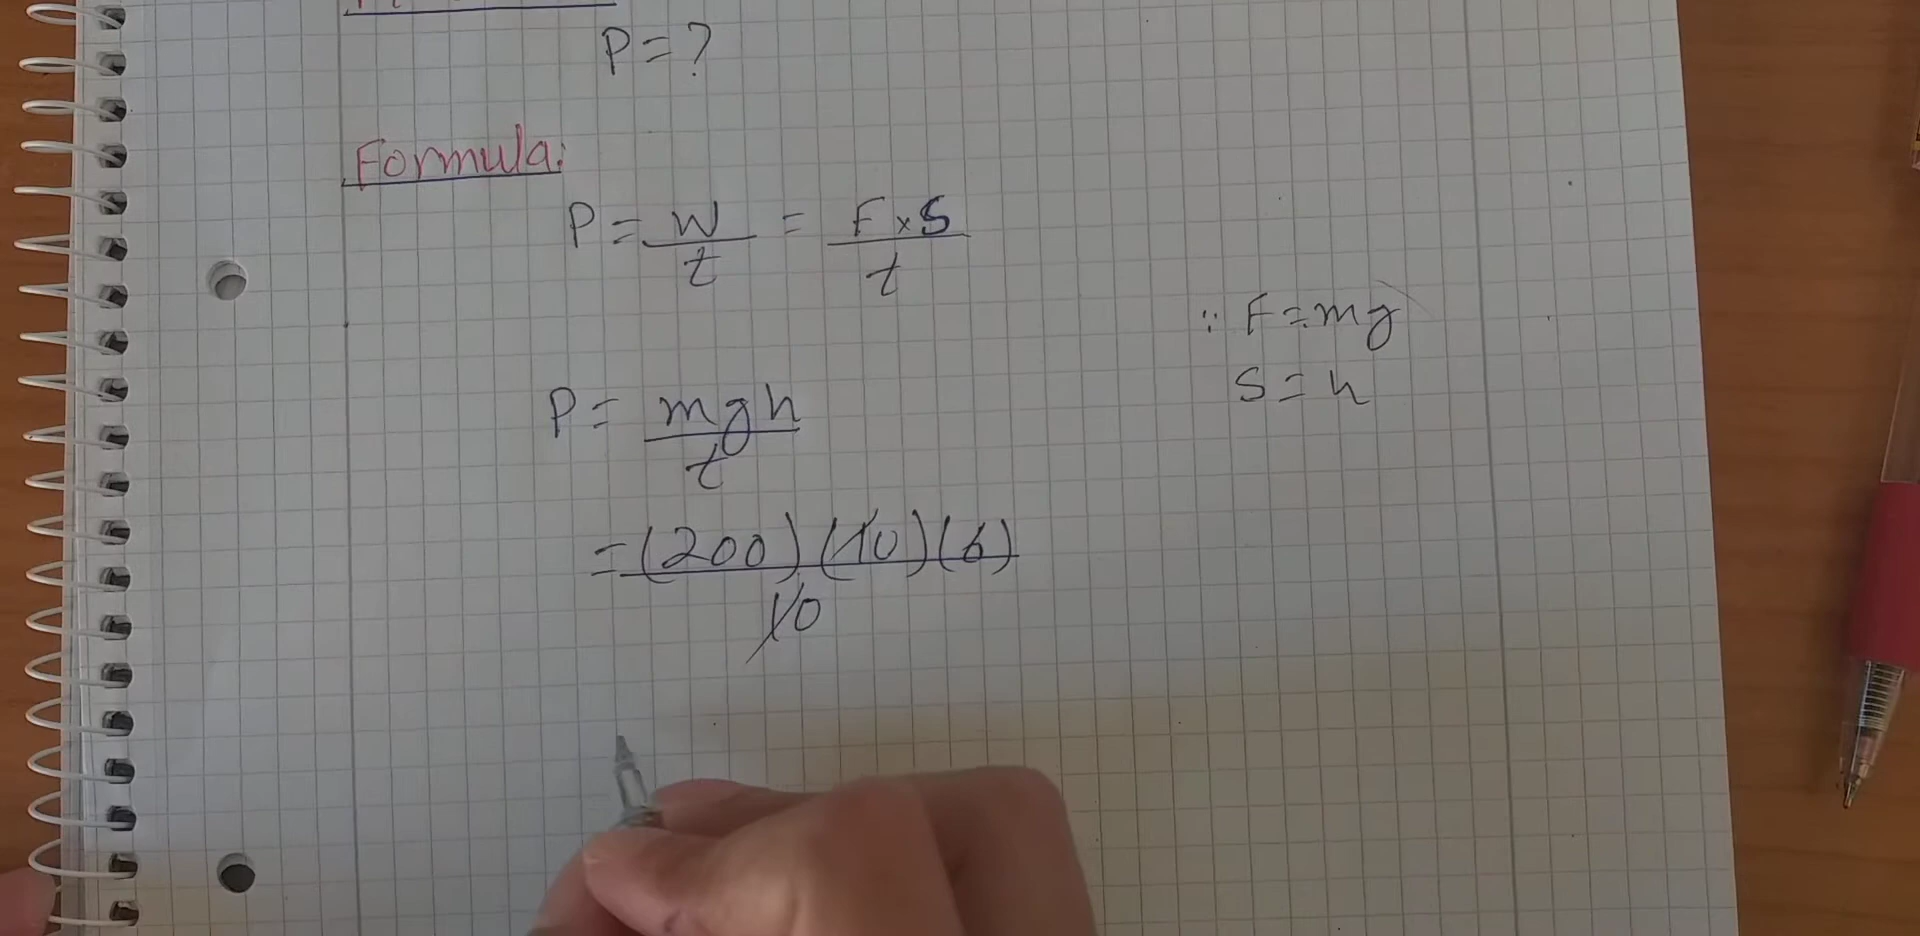 P = ?
Formula:
P = W/t = F x S/t
∵ F = mg
S = h
P = mgh/t
= (200) (10) (6)/10